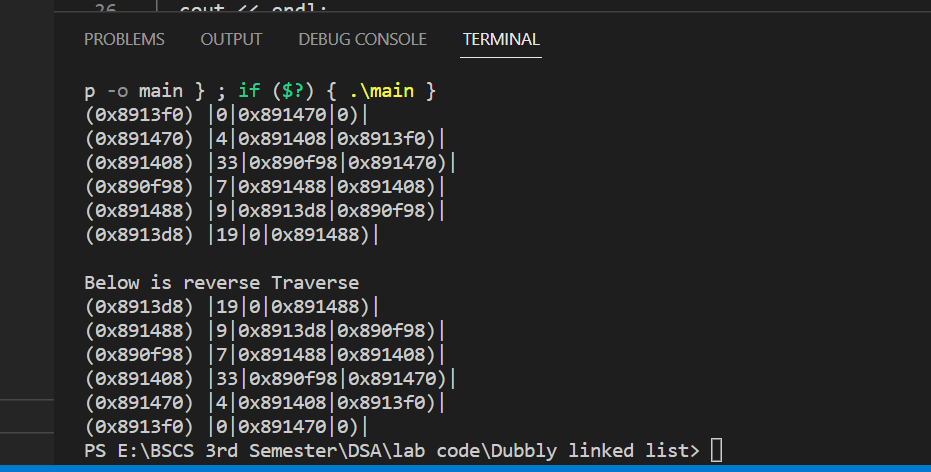 26 cout << endl;
PROBLEMS OUTPUT DEBUG CONSOLE TERMINAL
p -o main } ; if ($?) { .\main }
(0x8913f0) |0|0x891470|0)|
(0x891470) |4|0x891408|0x8913f0)|
(0x891408) |33|0x890f98|0x891470)|
(0x890f98) |7|0x891488|0x891408)|
(0x891488) |9|0x8913d8|0x890f98)|
(0x8913d8) |19|0|0x891488)|
Below is reverse Traverse
(0x8913d8) |19|0|0x891488)|
(0x891488) |9|0x8913d8|0x890f98)|
(0x890f98) |7|0x891488|0x891408)|
(0x891408) |33|0x890f98|0x891470)|
(0x891470) |4|0x891408|0x8913f0)|
(0x8913f0) |0|0x891470|0)|
PS E:\BSCS 3rd Semester\DSA\lab code\Dubbly linked list>